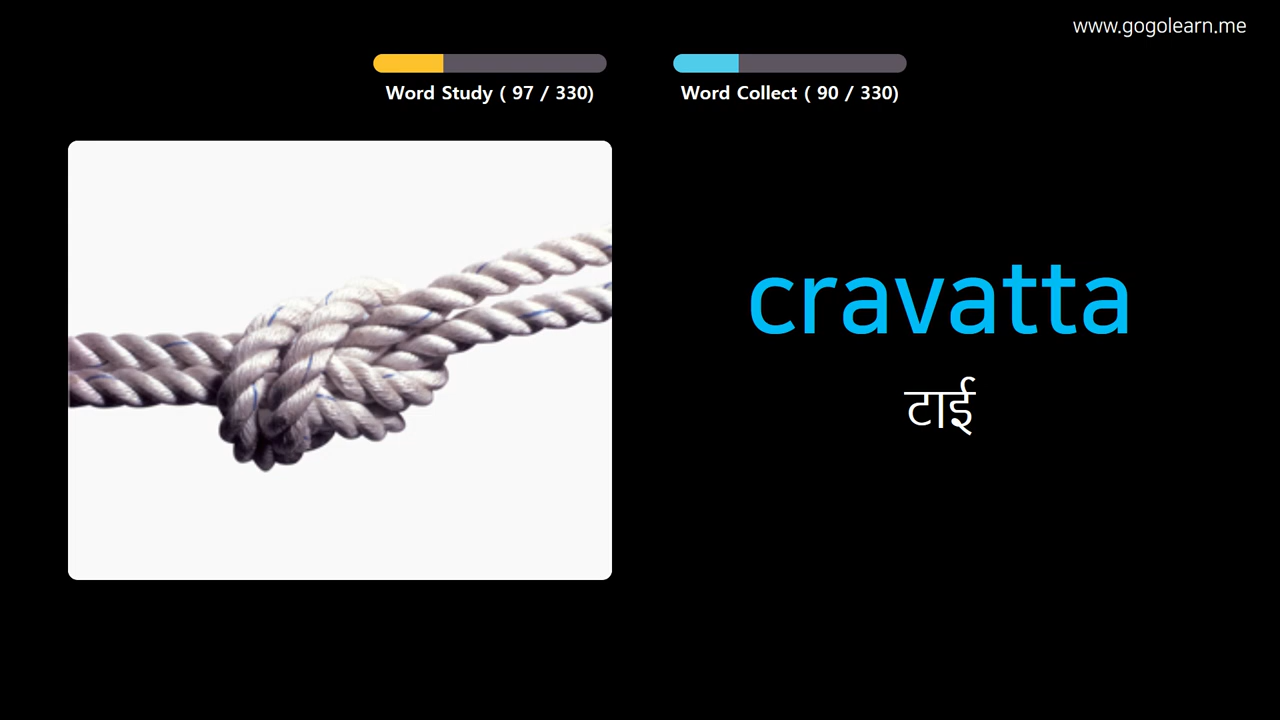 www.gogolearn.me
Word Study ( 97 / 330)
Word Collect ( 90 / 330)
cravatta
टाई